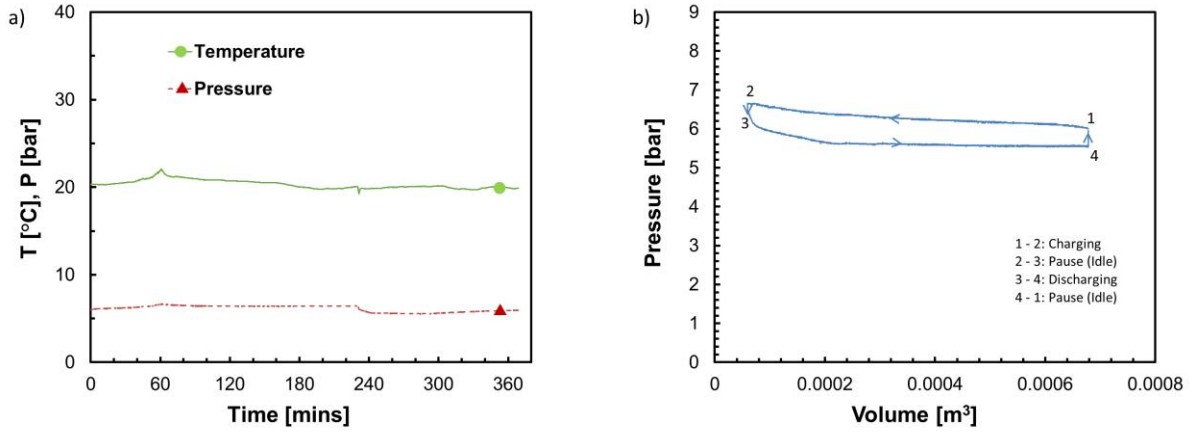 a)
40
30
20
10
0
T [°C], P [bar]
Temperature
Pressure
0 60 120 180 240 300 360
Time [mins]
b)
9
8
7
6
5
4
3
2
1
0
Pressure [bar]
2
3
1
4
1 - 2: Charging
2 - 3: Pause (Idle)
3 - 4: Discharging
4 - 1: Pause (Idle)
0 0.0002 0.0004 0.0006 0.0008
Volume [m³]